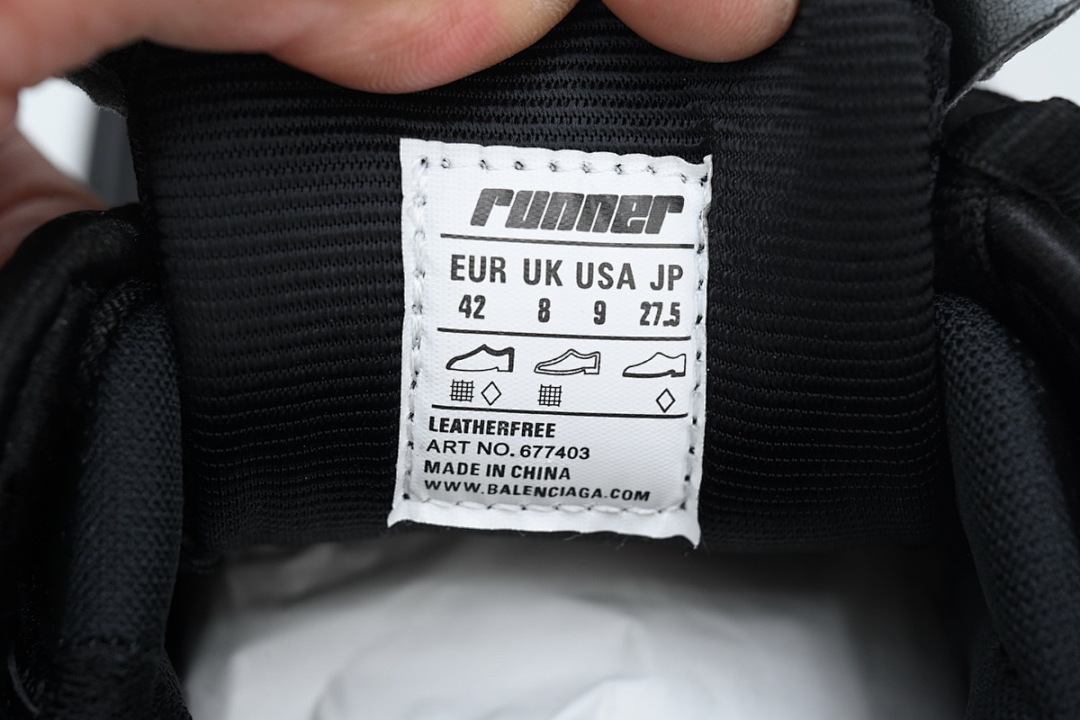 runner
EUR UK USA JP
42 8 9 27.5
LEATHERFREE
ART NO. 677403
MADE IN CHINA
WWW.BALENCIAGA.COM